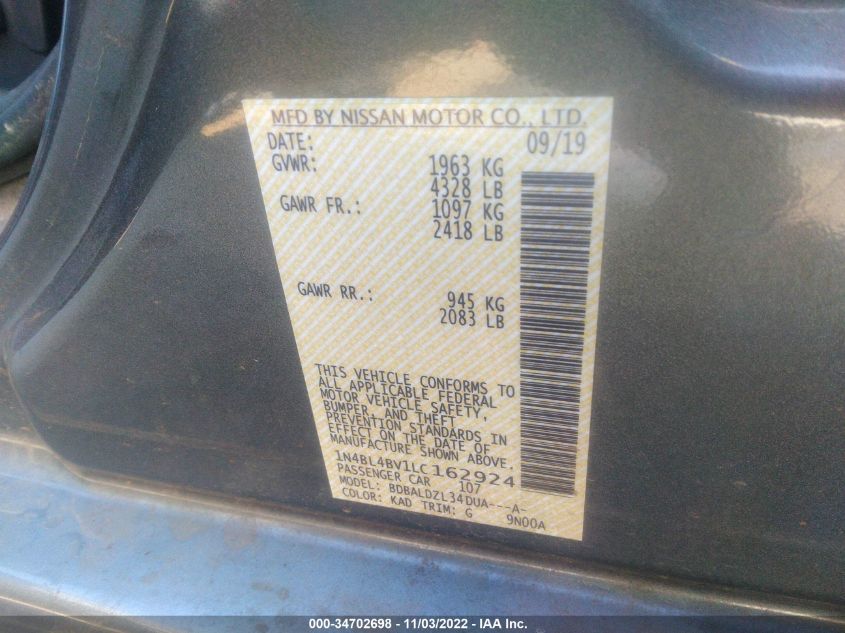 MFD BY NISSAN MOTOR CO., LTD.
DATE: 09/19
GVWR: 1963 KG
4328 LB
GAWR FR.: 1097 KG
2418 LB
GAWR RR.: 945 KG
2083 LB
THIS VEHICLE CONFORMS TO
ALL APPLICABLE FEDERAL
MOTOR VEHICLE SAFETY,
BUMPER, AND THEFT
PREVENTION STANDARDS IN
EFFECT ON THE DATE OF
MANUFACTURE SHOWN ABOVE.
1N4BL4BV1LC162924
PASSENGER CAR 107
MODEL: BDBALDZL34DUA---A-
COLOR: KAD TRIM: G 9N00A
000-34702698 - 11/03/2022 - IAA Inc.